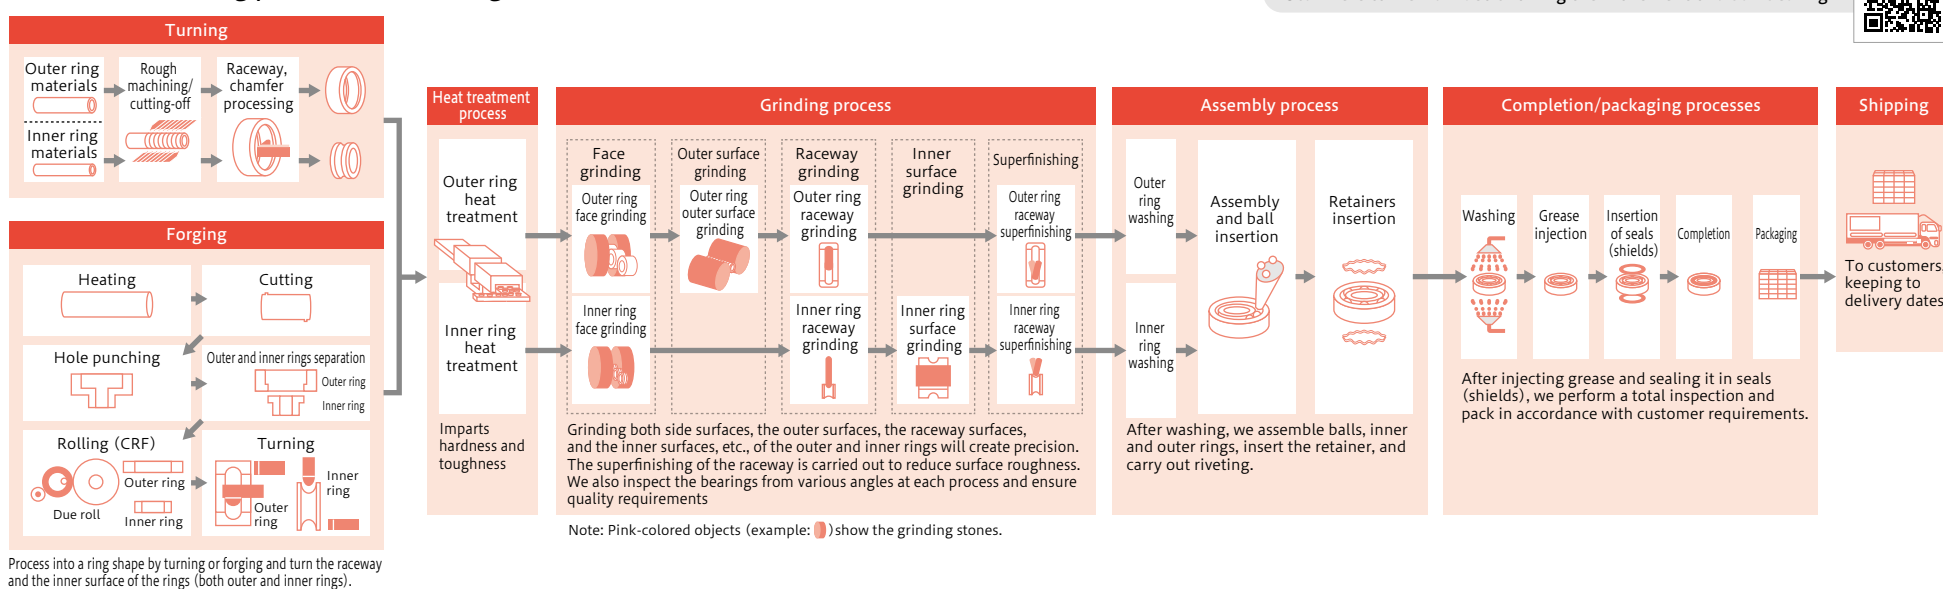 Turning
Outer ring
materials
Inner ring
materials
Rough
machining/
cutting-off
Raceway,
chamfer
processing
Forging
Heating
Cutting
Hole punching
Outer and inner rings separation
Outer ring
Inner ring
Rolling (CRF)
Outer ring
Due roll
Inner ring
Turning
Inner
ring
Outer
ring
Process into a ring shape by turning or forging and turn the raceway
and the inner surface of the rings (both outer and inner rings).
Heat treatment
process
Outer ring
heat
treatment
Inner ring
heat
treatment
Imparts
hardness and
toughness
Grinding process
Face
grinding
Outer ring
face grinding
Inner ring
face grinding
Outer surface
grinding
Outer ring
outer surface
grinding
Raceway
grinding
Outer ring
raceway
grinding
Inner ring
raceway
grinding
Inner
surface
grinding
Inner ring
surface
grinding
Superfinishing
Outer ring
raceway
superfinishing
Inner ring
raceway
superfinishing
Grinding both side surfaces, the outer surfaces, the raceway surfaces,
and the inner surfaces, etc., of the outer and inner rings will create precision.
The superfinishing of the raceway is carried out to reduce surface roughness.
We also inspect the bearings from various angles at each process and ensure
quality requirements
Note: Pink-colored objects (example: )show the grinding stones.
Assembly process
Outer
ring
washing
Inner
ring
washing
Assembly
and ball
insertion
Retainers
insertion
After washing, we assemble balls, inner
and outer rings, insert the retainer, and
carry out riveting.
Completion/packaging processes
Washing
Grease
injection
Insertion
of seals
(shields)
Completion
Packaging
After injecting grease and sealing it in seals
(shields), we perform a total inspection and
pack in accordance with customer requirements.
Shipping
To customers,
keeping to
delivery dates